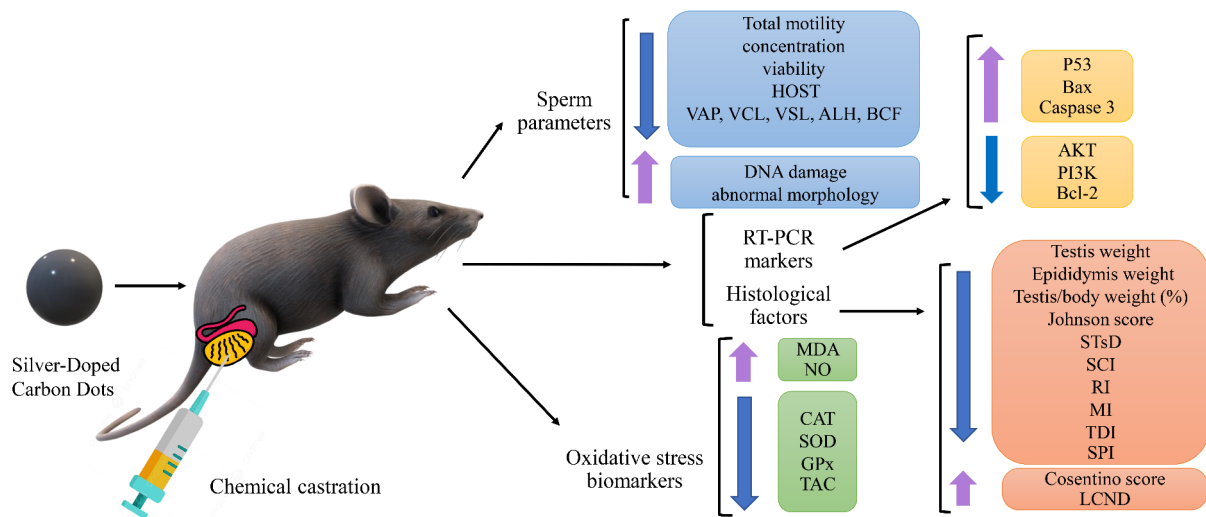 Silver-Doped
Carbon Dots
Chemical castration
Sperm
parameters
Total motility
concentration
viability
HOST
VAP, VCL, VSL, ALH, BCF
DNA damage
abnormal morphology
RT-PCR
markers
P53
Bax
Caspase 3
AKT
PI3K
Bcl-2
Histological
factors
Testis weight
Epididymis weight
Testis/body weight (%)
Johnson score
STsD
SCI
RI
MI
TDI
SPI
Cosentino score
LCND
Oxidative stress
biomarkers
MDA
NO
CAT
SOD
GPx
TAC